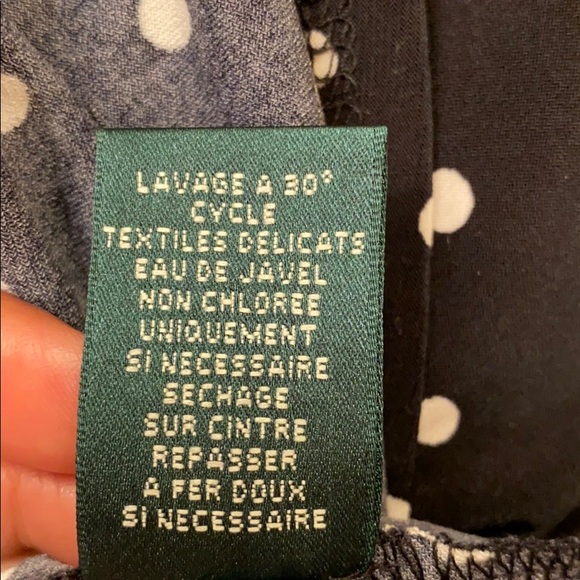 LAVAGE A 30°
CYCLE
TEXTILES DELICATS
EAU DE JAVEL
NON CHLOREE
UNIQUEMENT
SI NECESSAIRE
SECHAGE
SUR CINTRE
REPASSER
A FER DOUX
SI NECESSAIRE